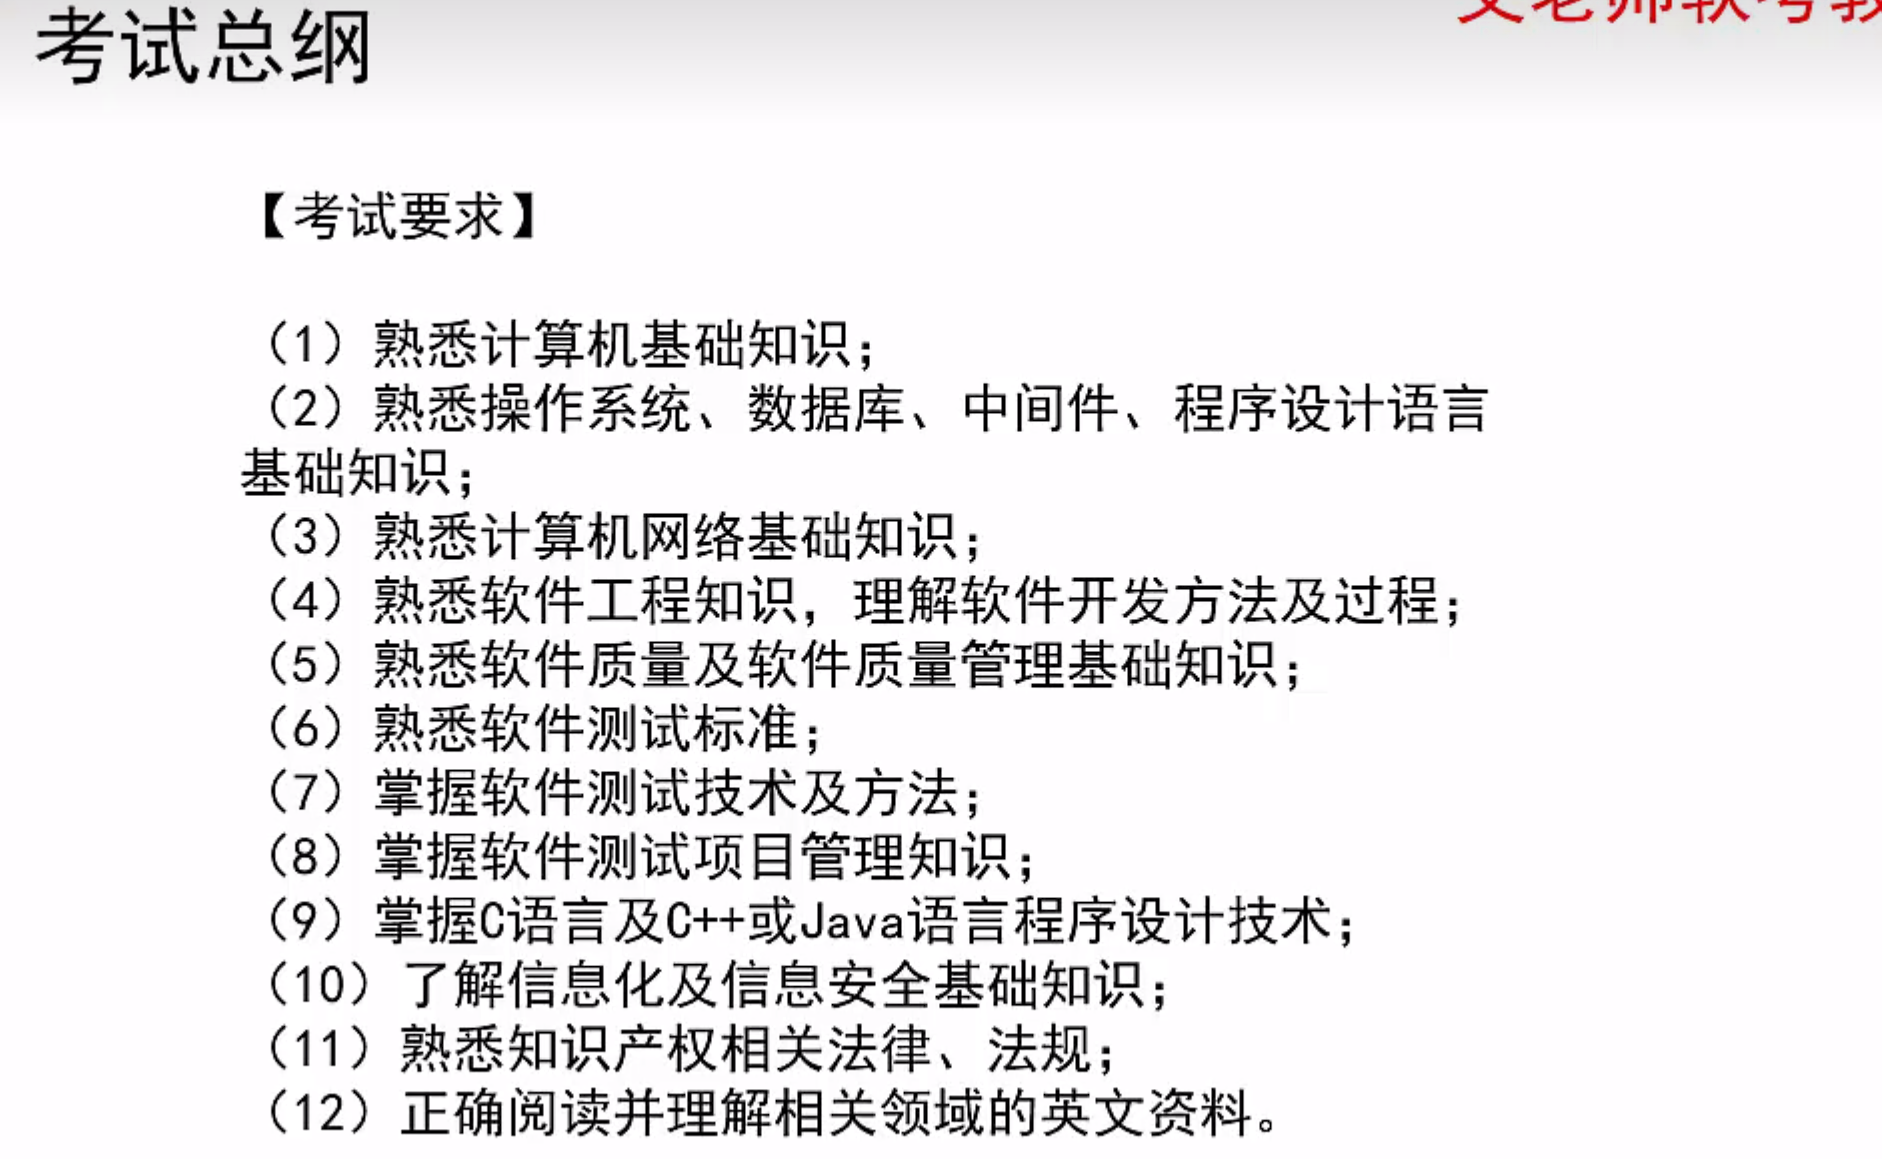 考试总纲
老师软考
【考试要求】
（1）熟悉计算机基础知识；
（2）熟悉操作系统、数据库、中间件、程序设计语言
基础知识；
（3）熟悉计算机网络基础知识；
（4）熟悉软件工程知识，理解软件开发方法及过程；
（5）熟悉软件质量及软件质量管理基础知识；
（6）熟悉软件测试标准；
（7）掌握软件测试技术及方法；
（8）掌握软件测试项目管理知识；
（9）掌握C语言及C++或Java语言程序设计技术；
（10）了解信息化及信息安全基础知识；
（11）熟悉知识产权相关法律、法规；
（12）正确阅读并理解相关领域的英文资料。